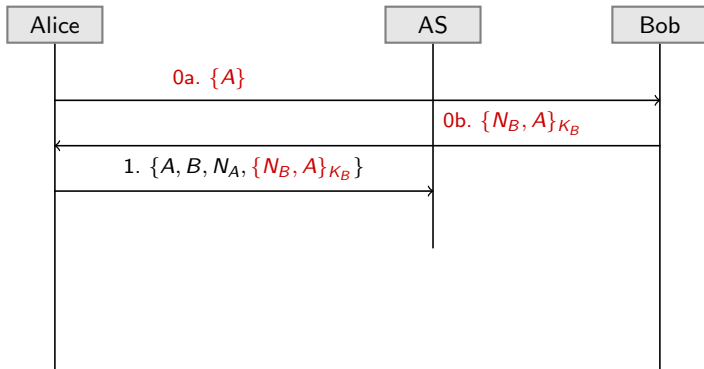 Alice AS Bob
0a. {A}
0b. {N_B, A}_{K_B}
1. {A, B, N_A, {N_B, A}_{K_B}}